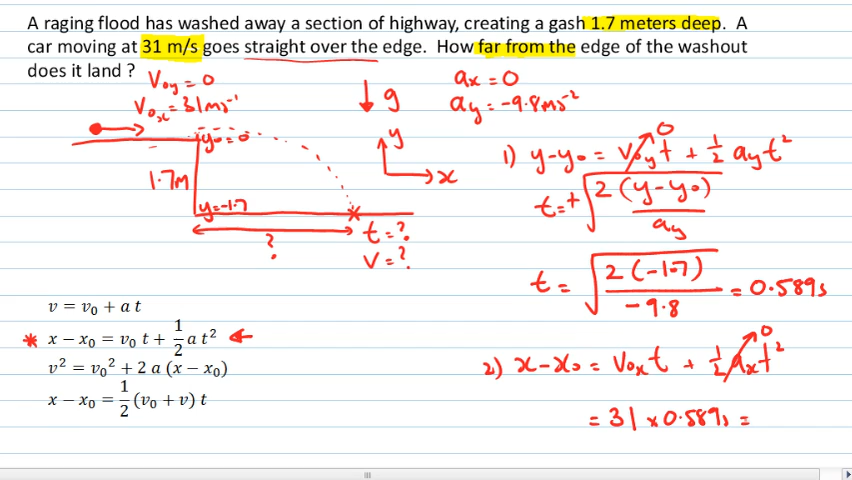 A raging flood has washed away a section of highway, creating a gash 1.7 meters deep. A
car moving at 31 m/s goes straight over the edge. How far from the edge of the washout
does it land ?
V₀y = 0
V₀x = 31ms⁻¹
g
ax = 0
ay = -9.8ms⁻²
y₀ = 0
y
x
1.7m
y=-1.7
?
t = ?
V = ?
1) y-y₀ = V₀yt + 1/2 ayt²
0
t = + √(2(y-y₀)/ay)
t = √(2(-1.7)/-9.8) = 0.589s
v = v₀ + a t
* x − x₀ = v₀ t + 1/2 a t²
v² = v₀² + 2 a (x − x₀)
x − x₀ = 1/2 (v₀ + v) t
2) x-x₀ = V₀xt + 1/2 axt²
0
= 31 x 0.589s =